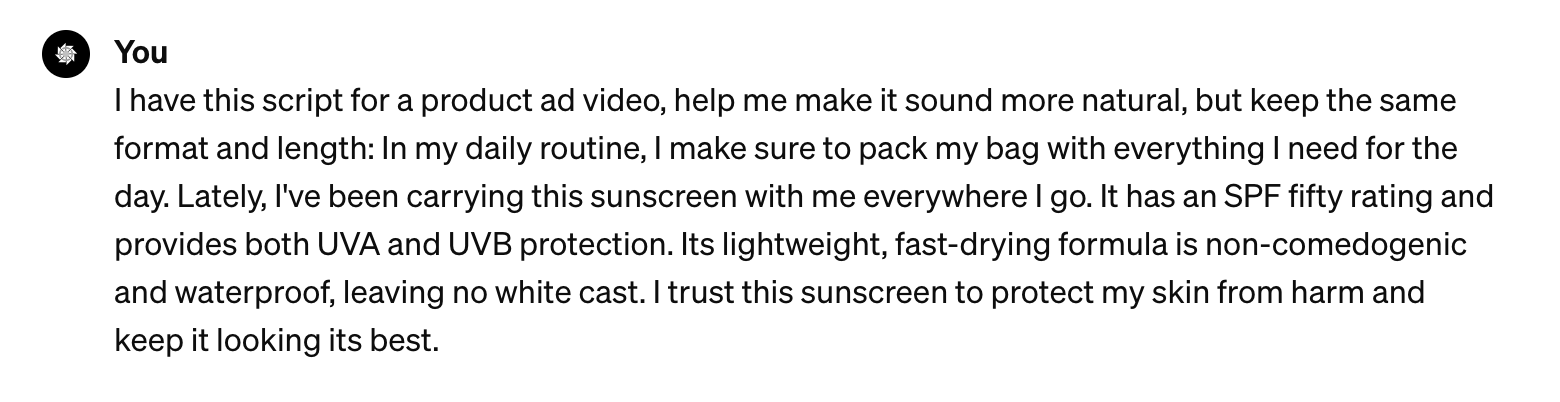 You
I have this script for a product ad video, help me make it sound more natural, but keep the same
format and length: In my daily routine, I make sure to pack my bag with everything I need for the
day. Lately, I've been carrying this sunscreen with me everywhere I go. It has an SPF fifty rating and
provides both UVA and UVB protection. Its lightweight, fast-drying formula is non-comedogenic
and waterproof, leaving no white cast. I trust this sunscreen to protect my skin from harm and
keep it looking its best.